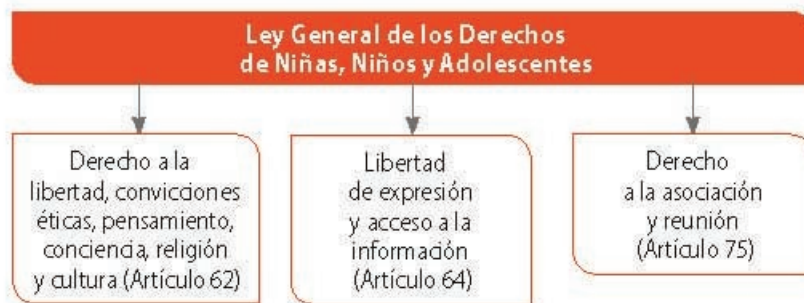 Ley General de los Derechos
de Niñas, Niños y Adolescentes
Derecho a la
libertad, convicciones
éticas, pensamiento,
conciencia, religión
y cultura (Artículo 62)
Libertad
de expresión
y acceso a la
información
(Artículo 64)
Derecho
a la asociación
y reunión
(Artículo 75)